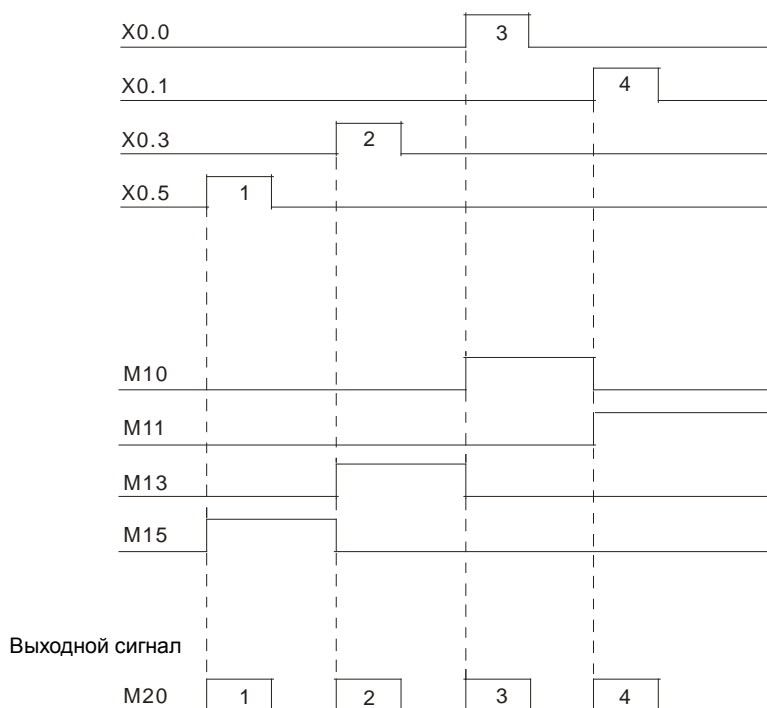 X0.0 3
X0.1 4
X0.3 2
X0.5 1
M10
M11
M13
M15
Выходной сигнал
M20 1 2 3 4